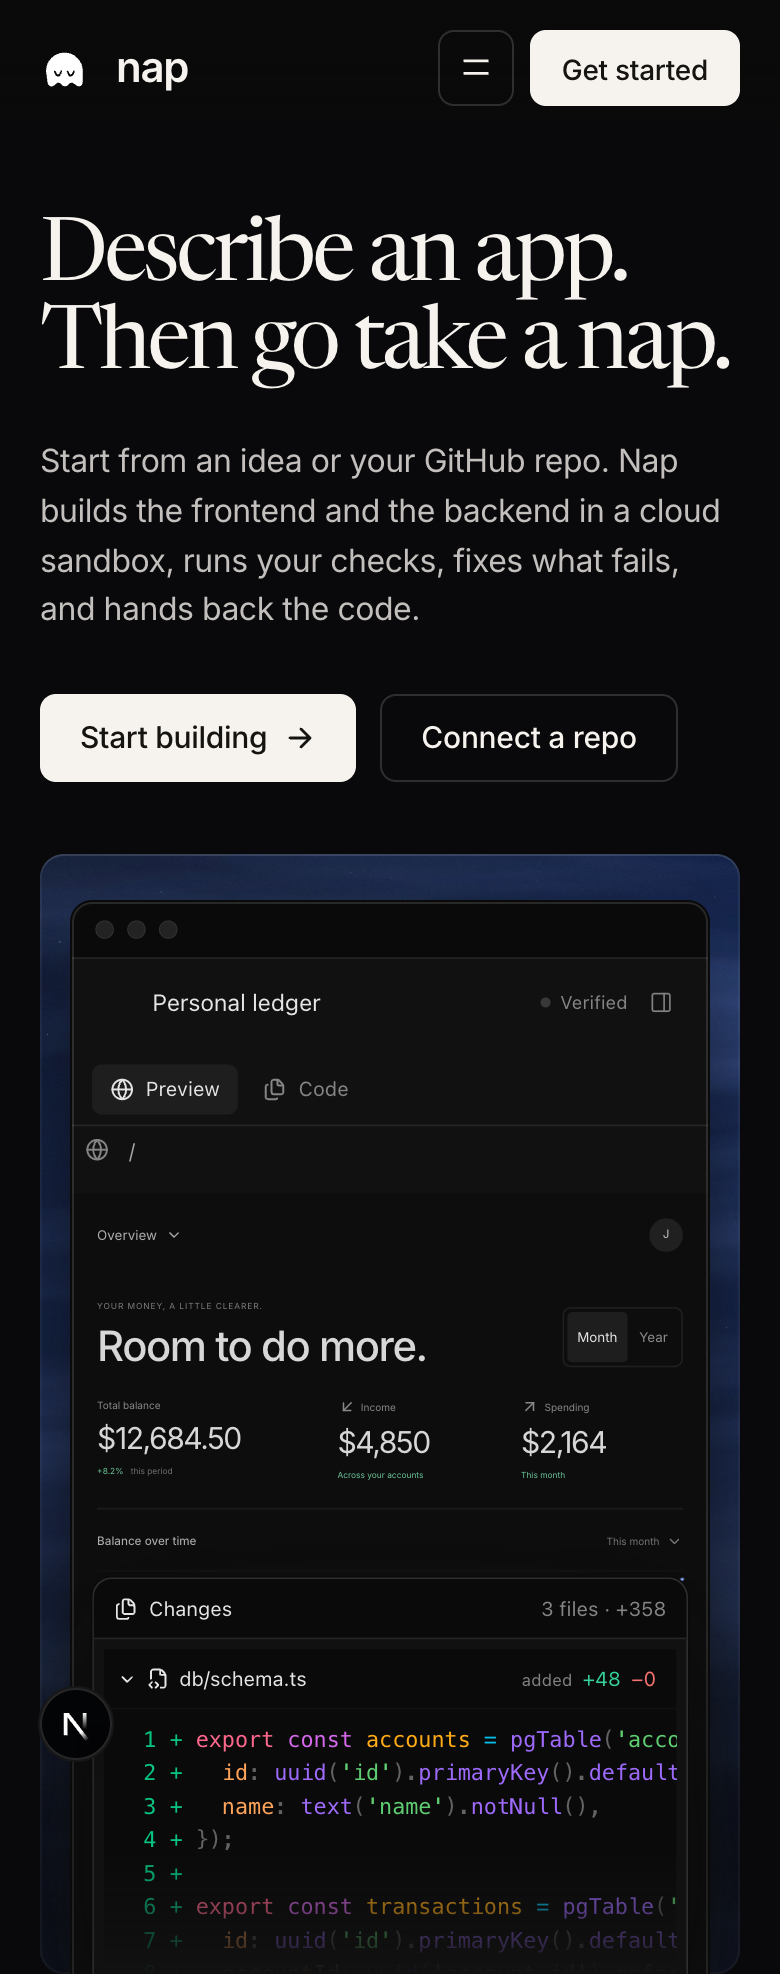 nap
Get started
Describe an app.
Then go take a nap.
Start from an idea or your GitHub repo. Nap
builds the frontend and the backend in a cloud
sandbox, runs your checks, fixes what fails,
and hands back the code.
Start building →
Connect a repo
Personal ledger
Verified
Preview
Code
/
Overview
J
YOUR MONEY, A LITTLE CLEARER.
Room to do more.
Month Year
Total balance
Income
Spending
$12,684.50
$4,850
$2,164
+8.2% this period
Across your accounts
This month
Balance over time
This month
Changes
3 files · +358
db/schema.ts
added +48 −0
N
1 + export const accounts = pgTable('acco
2 +   id: uuid('id').primaryKey().default
3 +   name: text('name').notNull(),
4 + });
5 +
6 + export const transactions = pgTable('
7 +   id: uuid('id').primaryKey().default